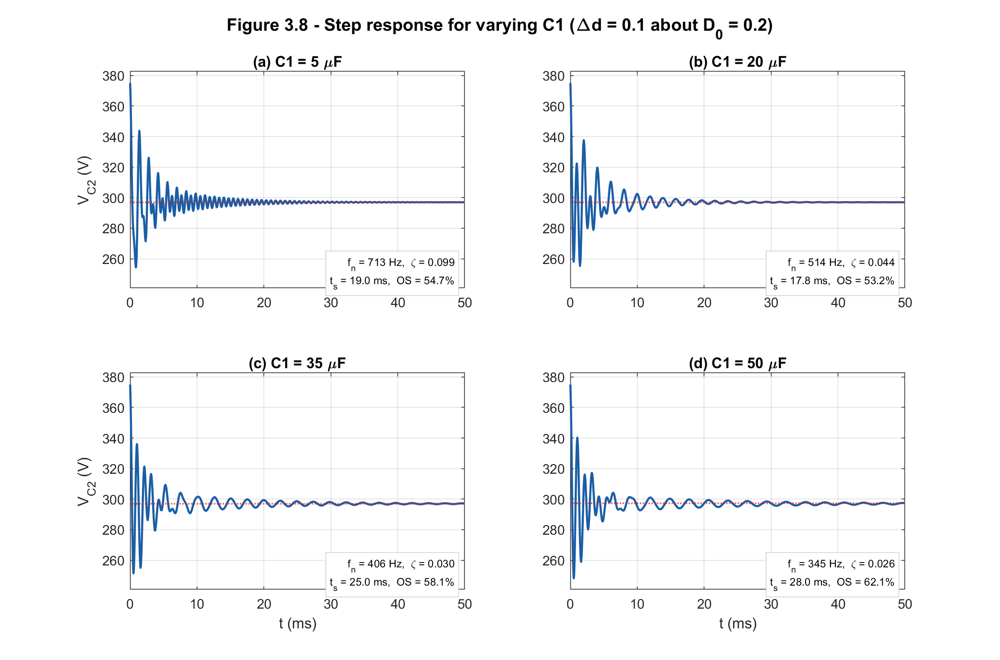 Figure 3.8 - Step response for varying C1 (Δd = 0.1 about D0 = 0.2)
(a) C1 = 5 μF
380
360
340
320
300
280
260
VC2 (V)
0 10 20 30 40 50
fn = 713 Hz, ζ = 0.099
ts = 19.0 ms, OS = 54.7%
(b) C1 = 20 μF
380
360
340
320
300
280
260
0 10 20 30 40 50
fn = 514 Hz, ζ = 0.044
ts = 17.8 ms, OS = 53.2%
(c) C1 = 35 μF
380
360
340
320
300
280
260
VC2 (V)
0 10 20 30 40 50
t (ms)
fn = 406 Hz, ζ = 0.030
ts = 25.0 ms, OS = 58.1%
(d) C1 = 50 μF
380
360
340
320
300
280
260
0 10 20 30 40 50
t (ms)
fn = 345 Hz, ζ = 0.026
ts = 28.0 ms, OS = 62.1%